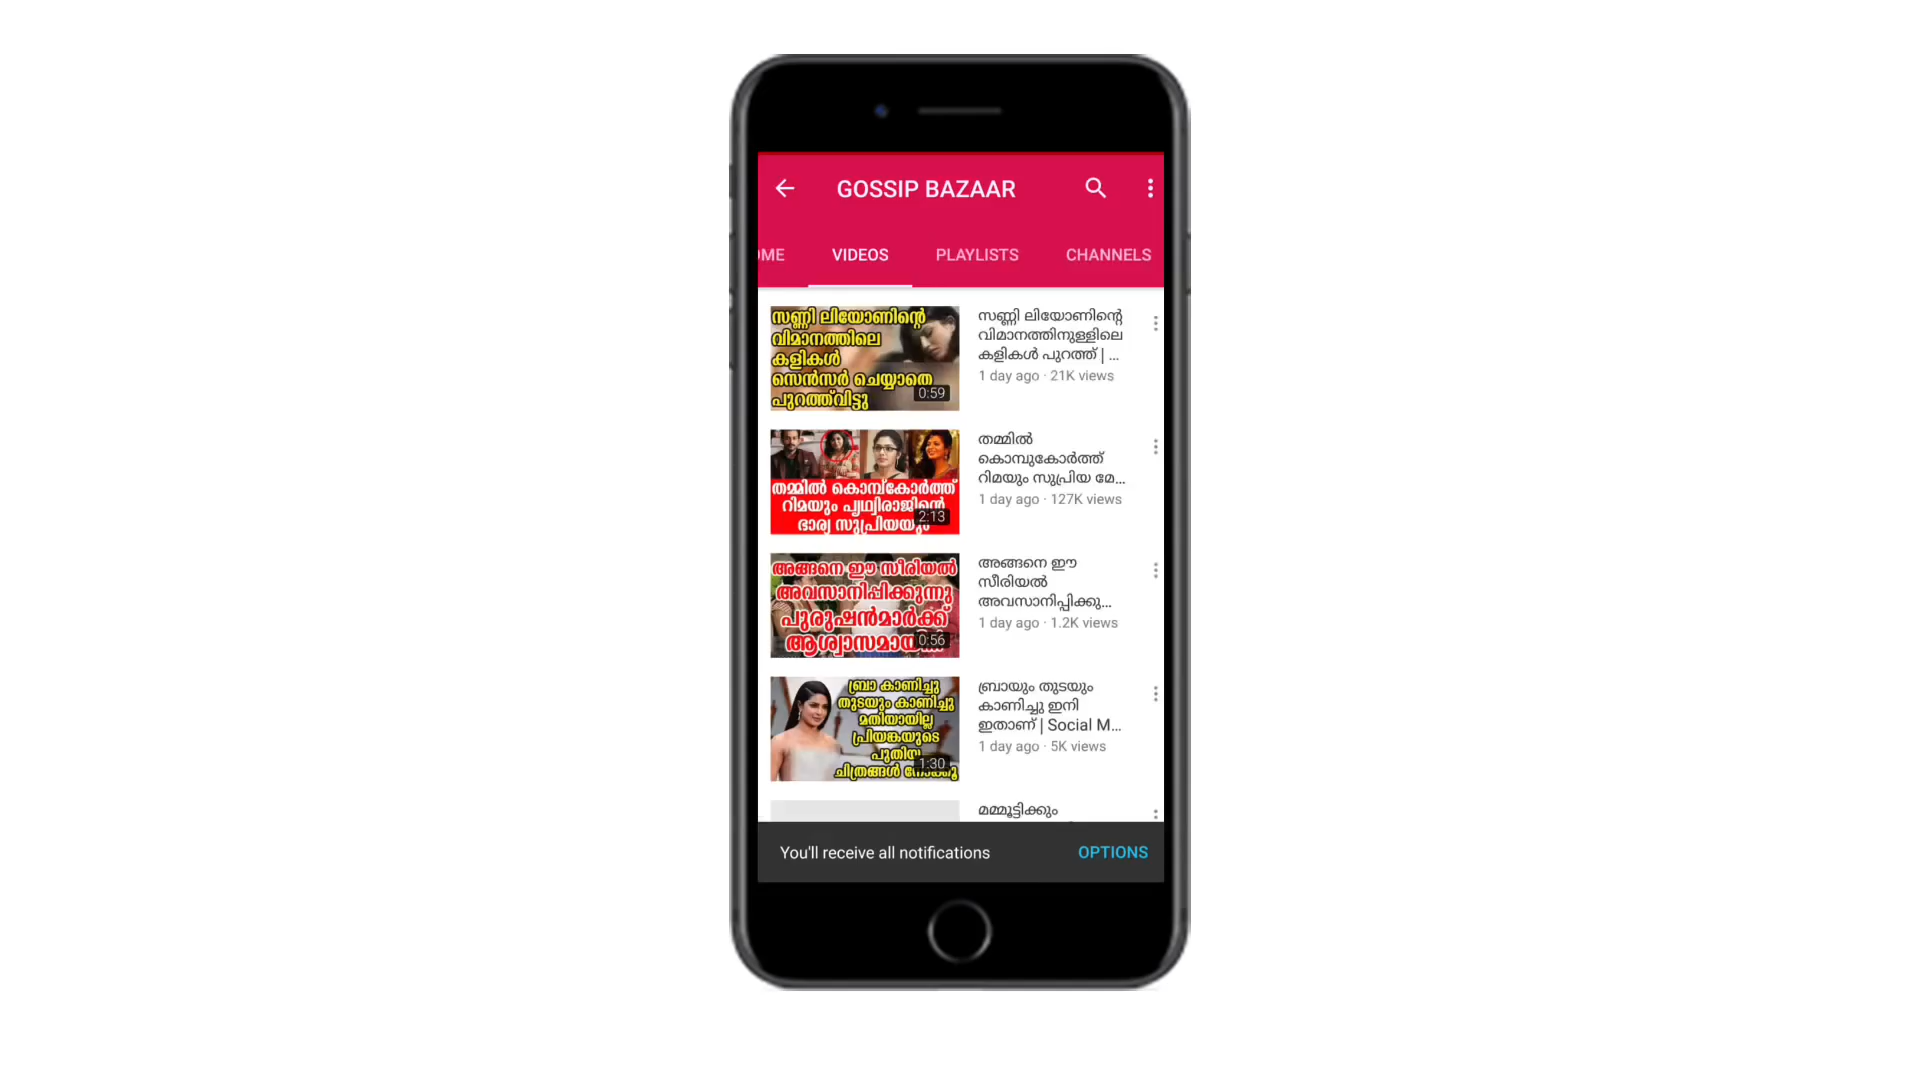 GOSSIP BAZAAR
OME VIDEOS PLAYLISTS CHANNELS
സണ്ണി ലിയോണിന്റെ
വിമാനത്തിലെ
കളികൾ
സെൻസർ ചെയ്യാതെ
പുറത്ത്‌വിട്ടു
0:59
സണ്ണി ലിയോണിന്റെ
വിമാനത്തിനുള്ളിലെ
കളികൾ പുറത്ത് | ...
1 day ago · 21K views
തമ്മിൽ കൊമ്പ്കോർത്ത്
റിമയും പൃഥ്വിരാജിന്റെ
ഭാര്യ സുപ്രിയയും
2:13
തമ്മിൽ
കൊമ്പുകോർത്ത്
റിമയും സുപ്രിയ മേ...
1 day ago · 127K views
അങ്ങനെ ഈ സീരിയൽ
അവസാനിപ്പിക്കുന്നു
പുരുഷൻമാർക്ക്
0:56
അങ്ങനെ ഈ
സീരിയൽ
അവസാനിപ്പിക്കു...
1 day ago · 1.2K views
ബ്രാ കാണിച്ചു
തുടയും കാണിച്ചു
മതിയായില്ല
പ്രിയങ്കയുടെ
പുതിയ
ചിത്രങ്ങൾ നോക്കൂ
1:30
ബ്രായും തുടയും
കാണിച്ചു ഇനി
ഇതാണ് | Social M...
1 day ago · 5K views
മമ്മൂട്ടിക്കും
You'll receive all notifications OPTIONS